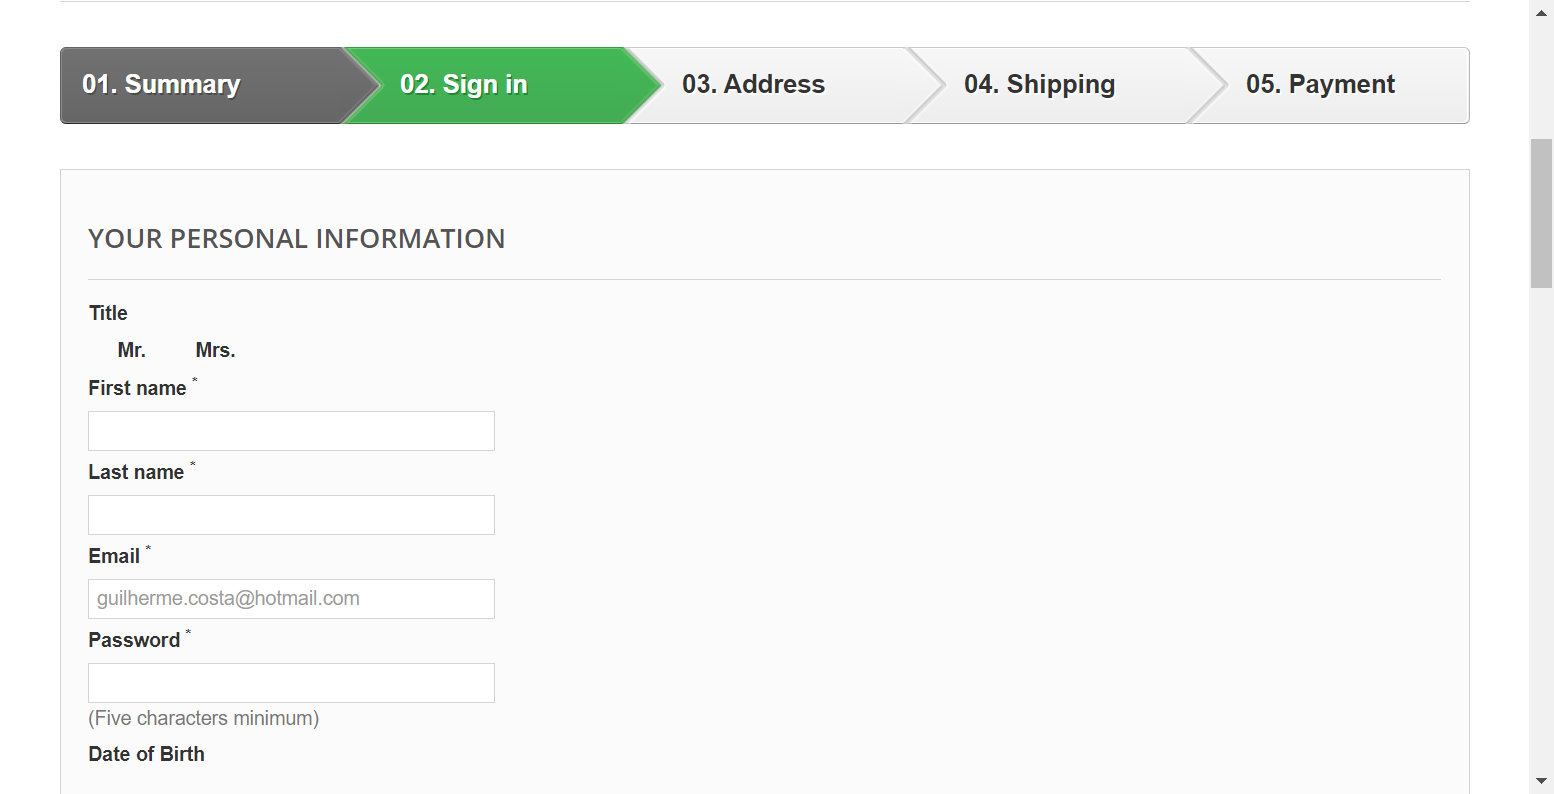 01. Summary 02. Sign in 03. Address 04. Shipping 05. Payment
YOUR PERSONAL INFORMATION
Title
Mr. Mrs.
First name *
Last name *
Email *
guilherme.costa@hotmail.com
Password *
(Five characters minimum)
Date of Birth